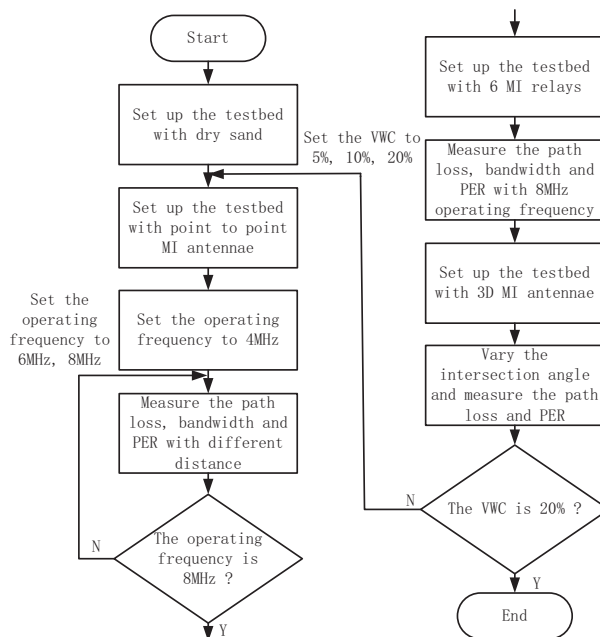 Start
Set up the testbed
with dry sand
Set the VWC to
5%, 10%, 20%
Set up the testbed
with point to point
MI antennae
Set the
operating
frequency to
6MHz, 8MHz
Set the operating
frequency to 4MHz
Measure the path
loss, bandwidth and
PER with different
distance
N
The operating
frequency is
8MHz ?
Y
Set up the testbed
with 6 MI relays
Measure the path
loss, bandwidth and
PER with 8MHz
operating frequency
Set up the testbed
with 3D MI antennae
Vary the
intersection angle
and measure the path
loss and PER
N
The VWC is 20% ?
Y
End